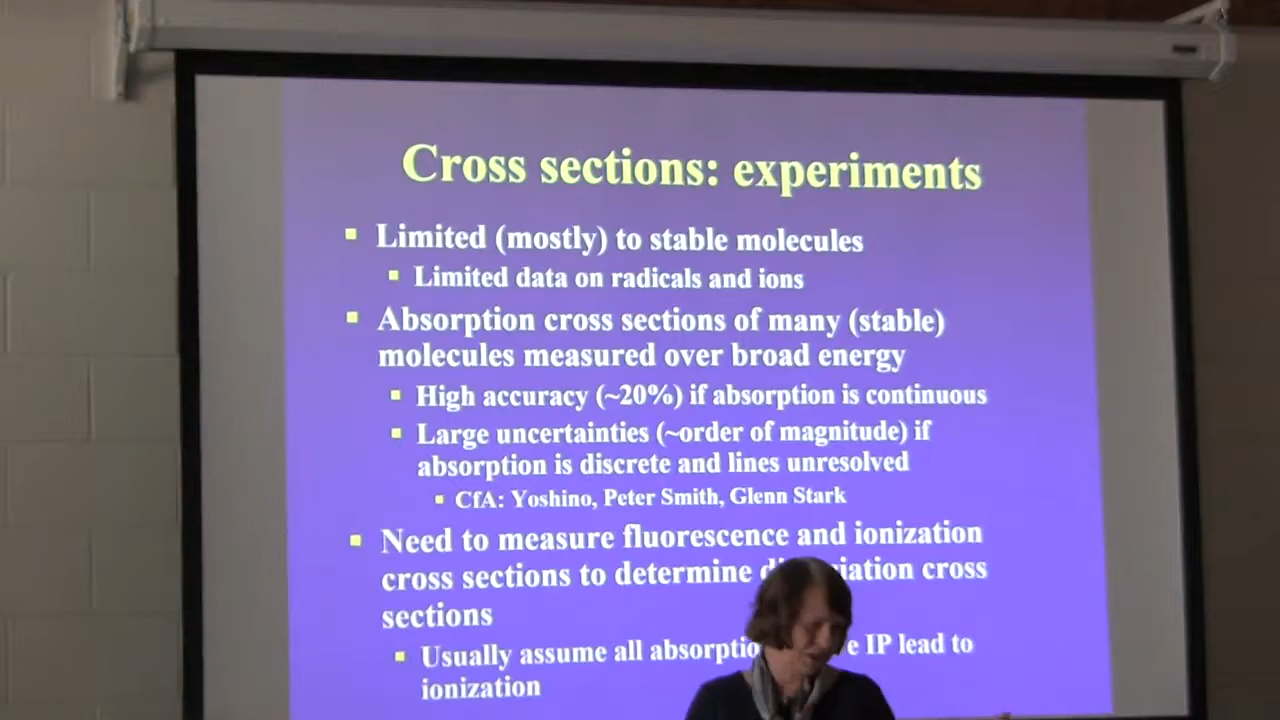 Cross sections: experiments
Limited (mostly) to stable molecules
Limited data on radicals and ions
Absorption cross sections of many (stable)
molecules measured over broad energy
High accuracy (~20%) if absorption is continuous
Large uncertainties (~order of magnitude) if
absorption is discrete and lines unresolved
CfA: Yoshino, Peter Smith, Glenn Stark
Need to measure fluorescence and ionization
cross sections to determine cross
sections
Usually assume all IP lead to
ionization